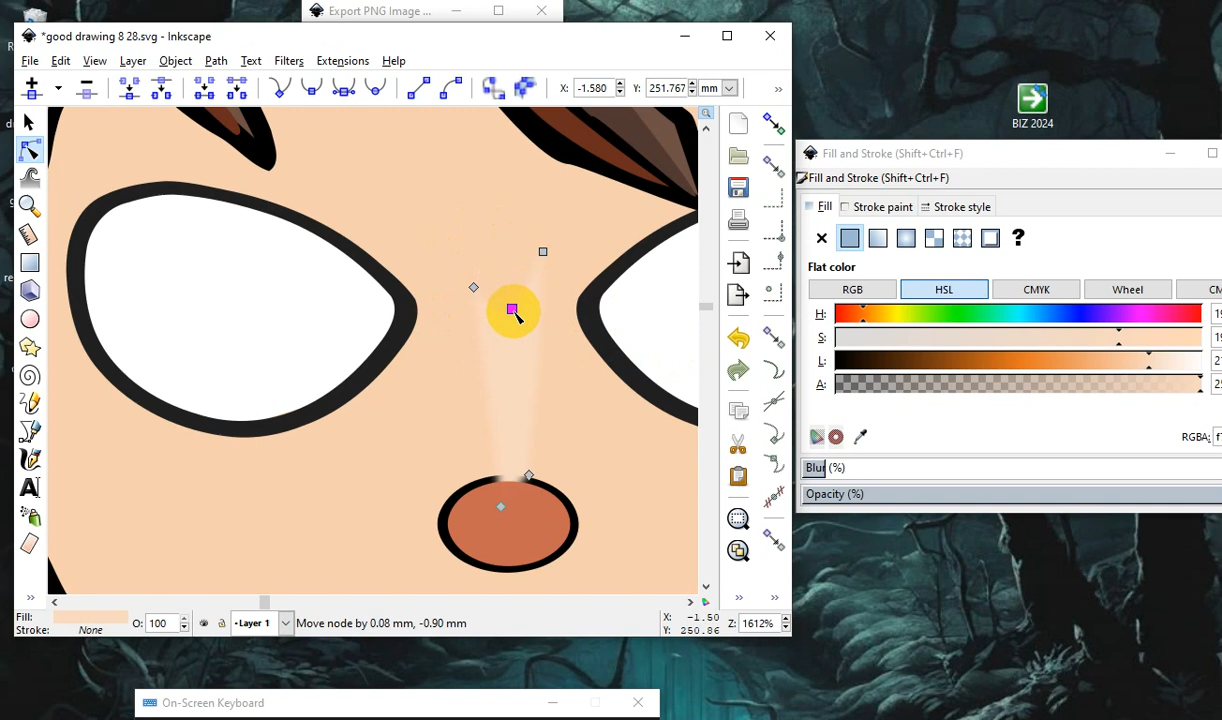 Export PNG Image ...
*good drawing 8 28.svg - Inkscape
File Edit View Layer Object Path Text Filters Extensions Help
X: -1.580 Y: 251.767 mm
BIZ 2024
Fill and Stroke (Shift+Ctrl+F)
Fill and Stroke (Shift+Ctrl+F)
Fill Stroke paint Stroke style
Flat color
RGB HSL CMYK Wheel
H:
S:
L:
A:
RGBA:
Blur (%)
Opacity (%)
Fill:
Stroke: None
O: 100
Layer 1
Move node by 0.08 mm, -0.90 mm
X: -1.50
Y: 250.86
Z: 1612%
On-Screen Keyboard